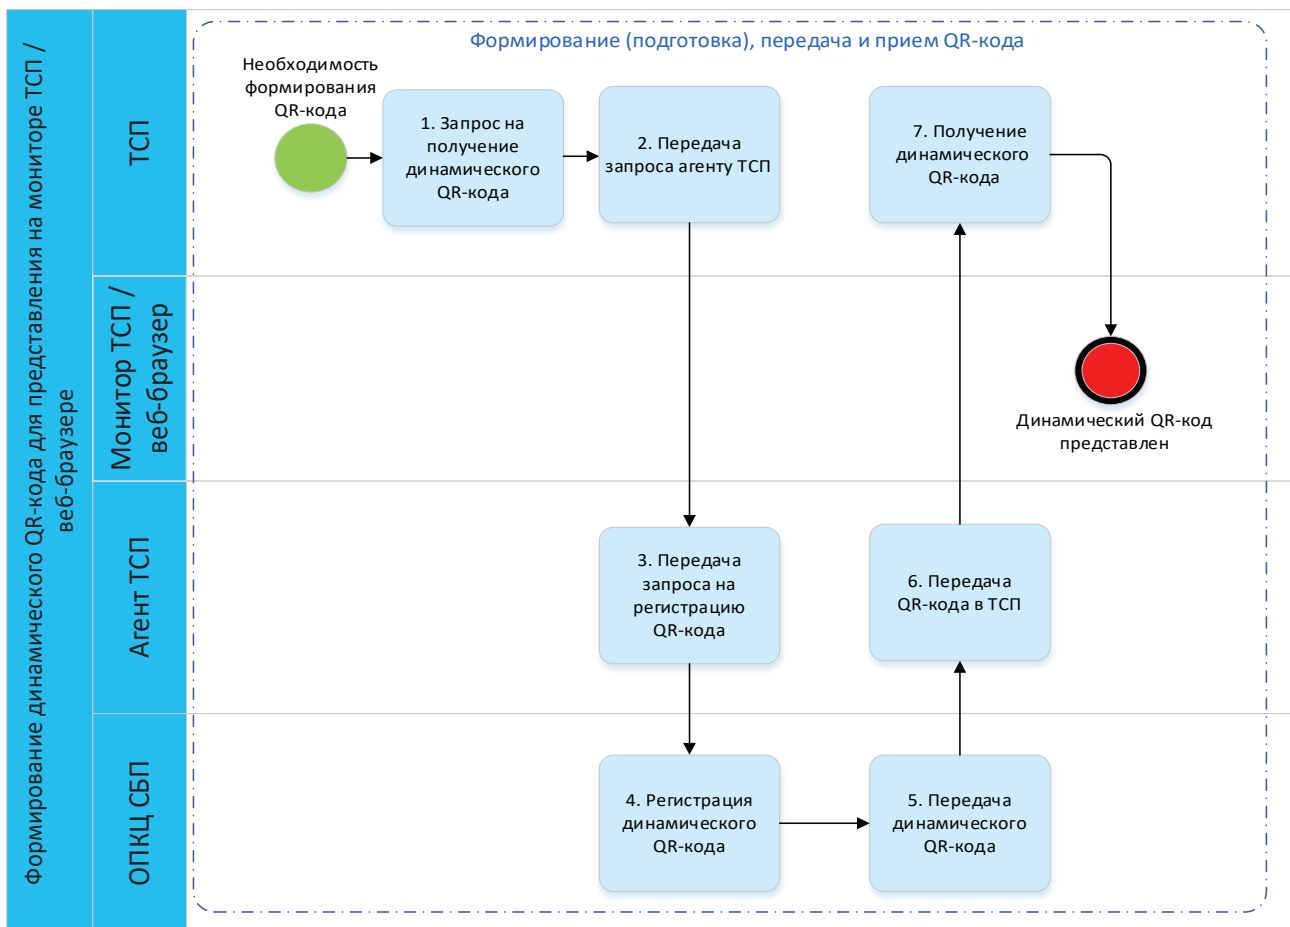 Формирование динамического QR-кода для представления на мониторе ТСП /
веб-браузере
ТСП
Монитор ТСП /
веб-браузер
Агент ТСП
ОПКЦ СБП
Формирование (подготовка), передача и прием QR-кода
Необходимость
формирования
QR-кода
1. Запрос на
получение
динамического
QR-кода
2. Передача
запроса агенту ТСП
7. Получение
динамического
QR-кода
Динамический QR-код
представлен
3. Передача
запроса на
регистрацию
QR-кода
6. Передача
QR-кода в ТСП
4. Регистрация
динамического
QR-кода
5. Передача
динамического
QR-кода